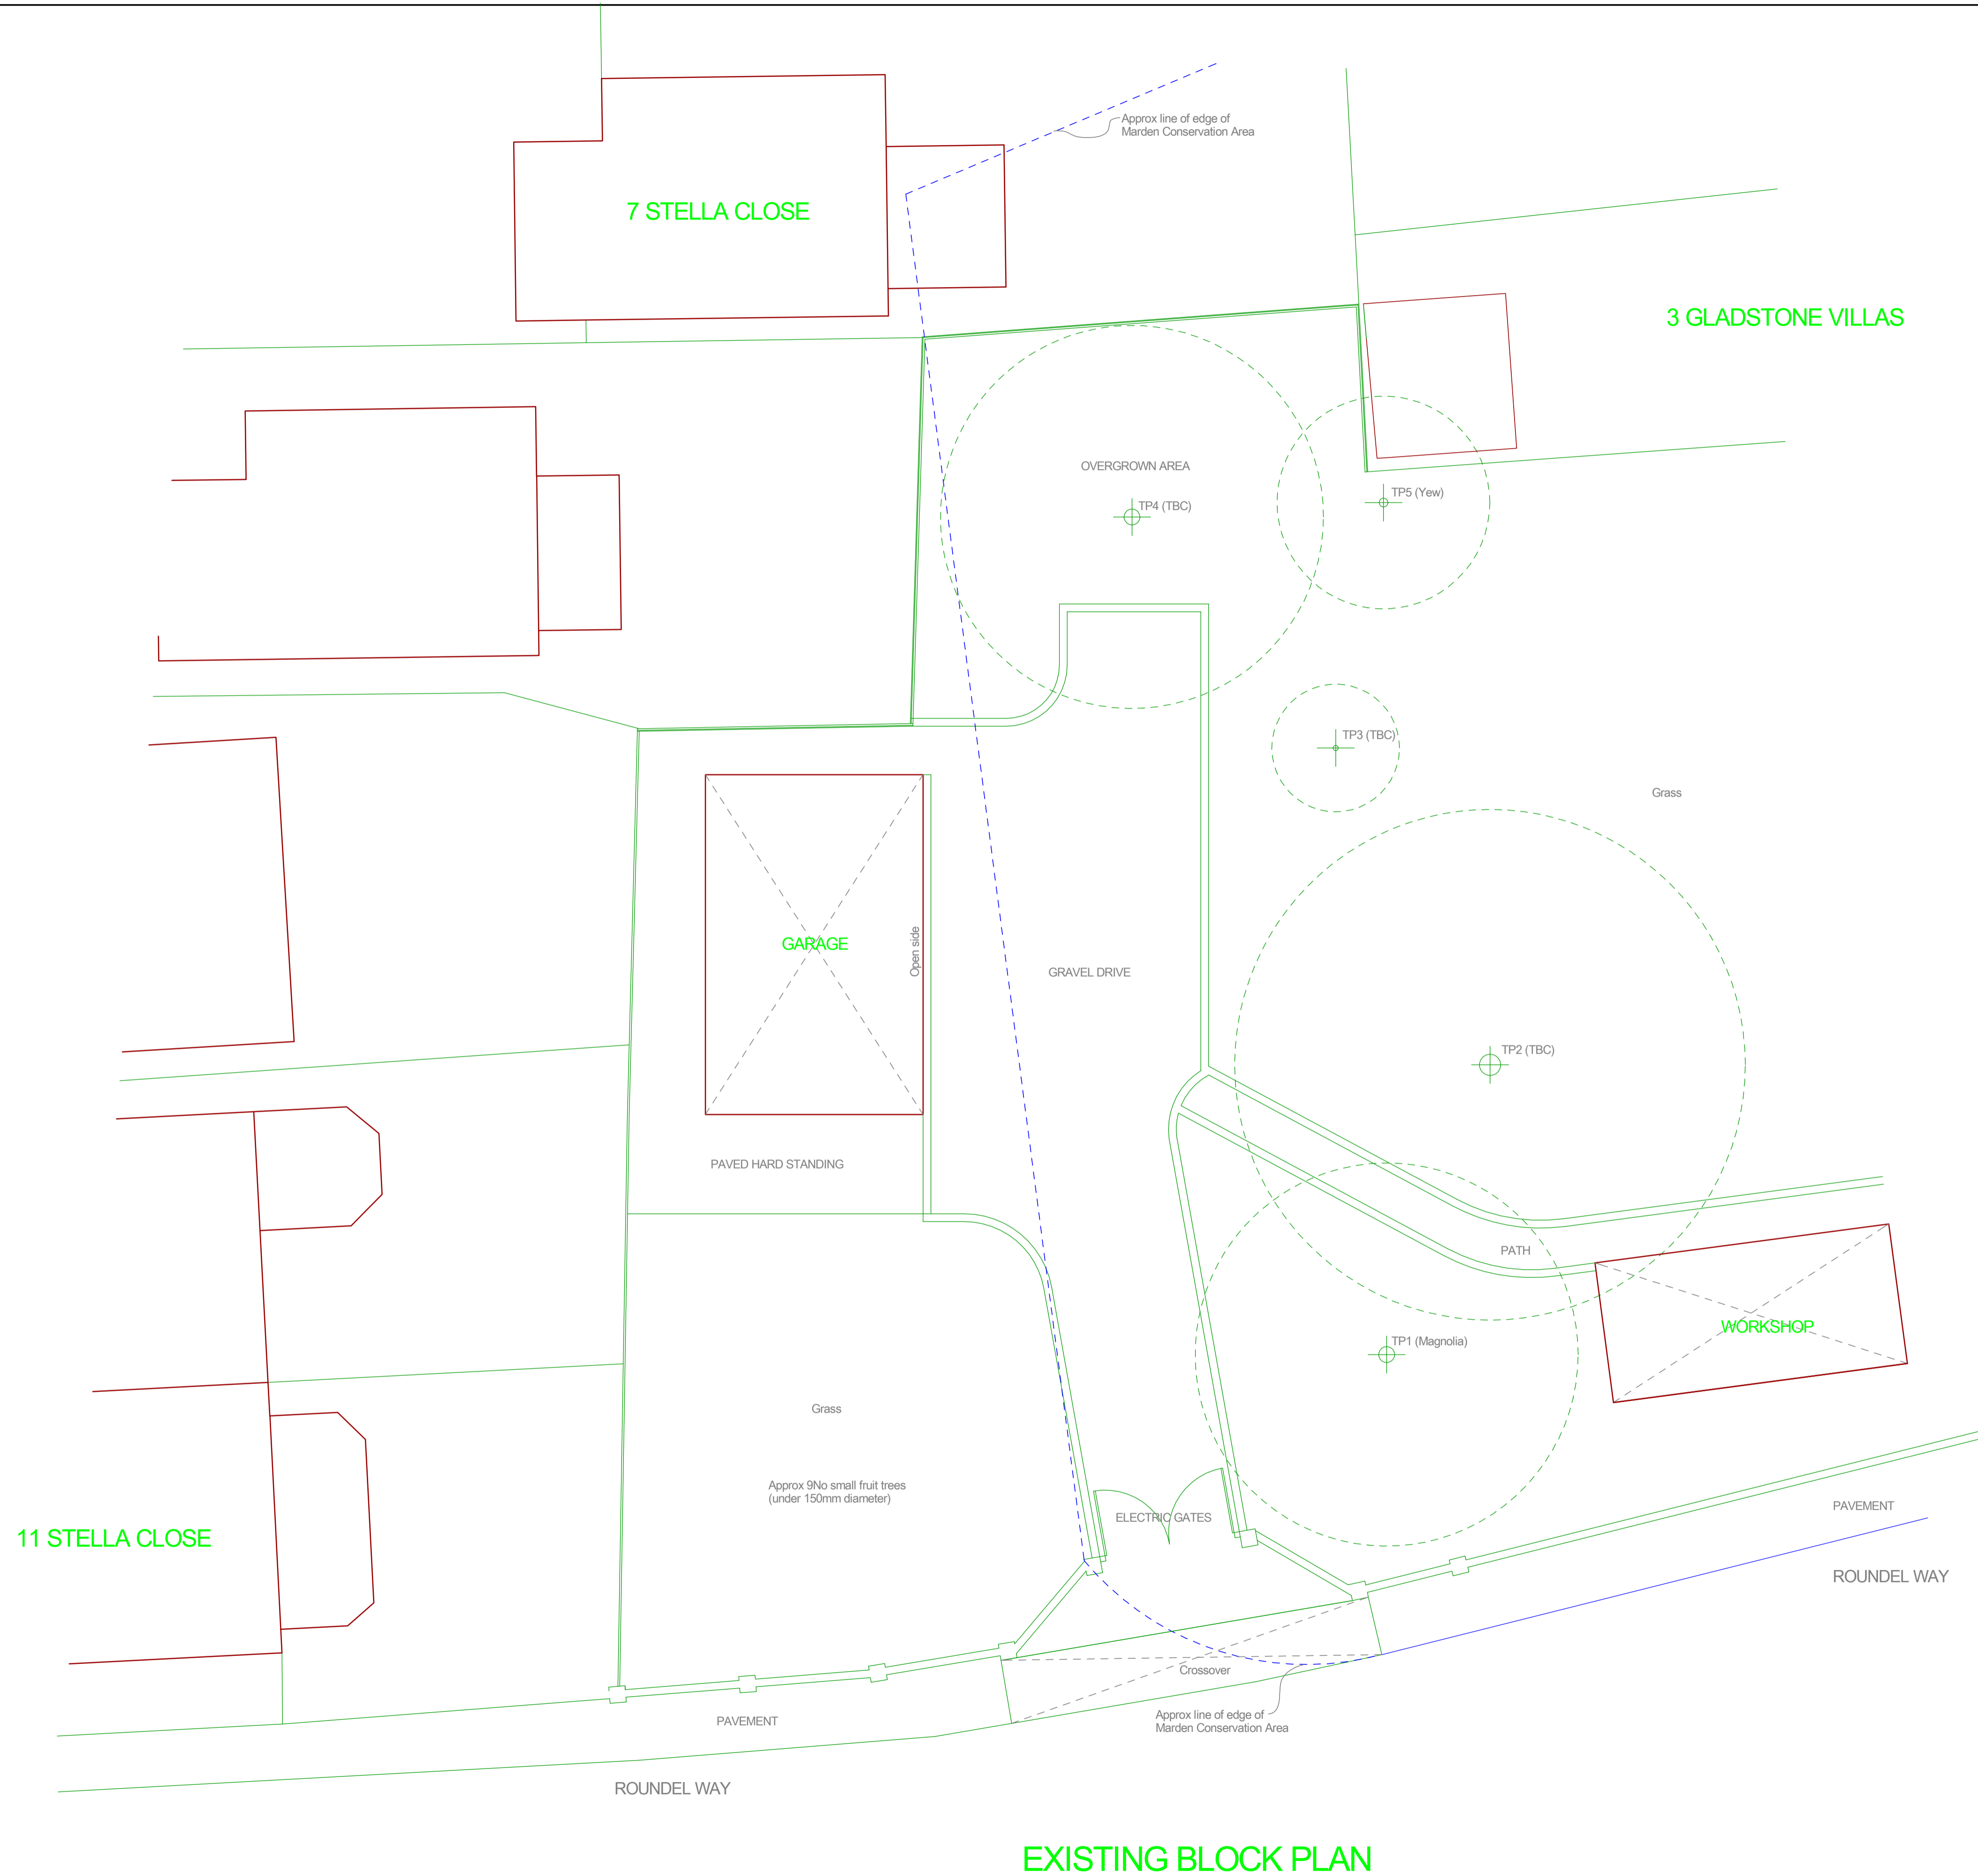 Approx line of edge of
Marden Conservation Area
7 STELLA CLOSE
3 GLADSTONE VILLAS
OVERGROWN AREA
TP5 (Yew)
TP4 (TBC)
TP3 (TBC)
Grass
GARAGE
Open side
GRAVEL DRIVE
TP2 (TBC)
PAVED HARD STANDING
PATH
WORKSHOP
TP1 (Magnolia)
Grass
Approx 9No small fruit trees
(under 150mm diameter)
ELECTRIC GATES
PAVEMENT
11 STELLA CLOSE
ROUNDEL WAY
Crossover
Approx line of edge of
Marden Conservation Area
PAVEMENT
ROUNDEL WAY
EXISTING BLOCK PLAN